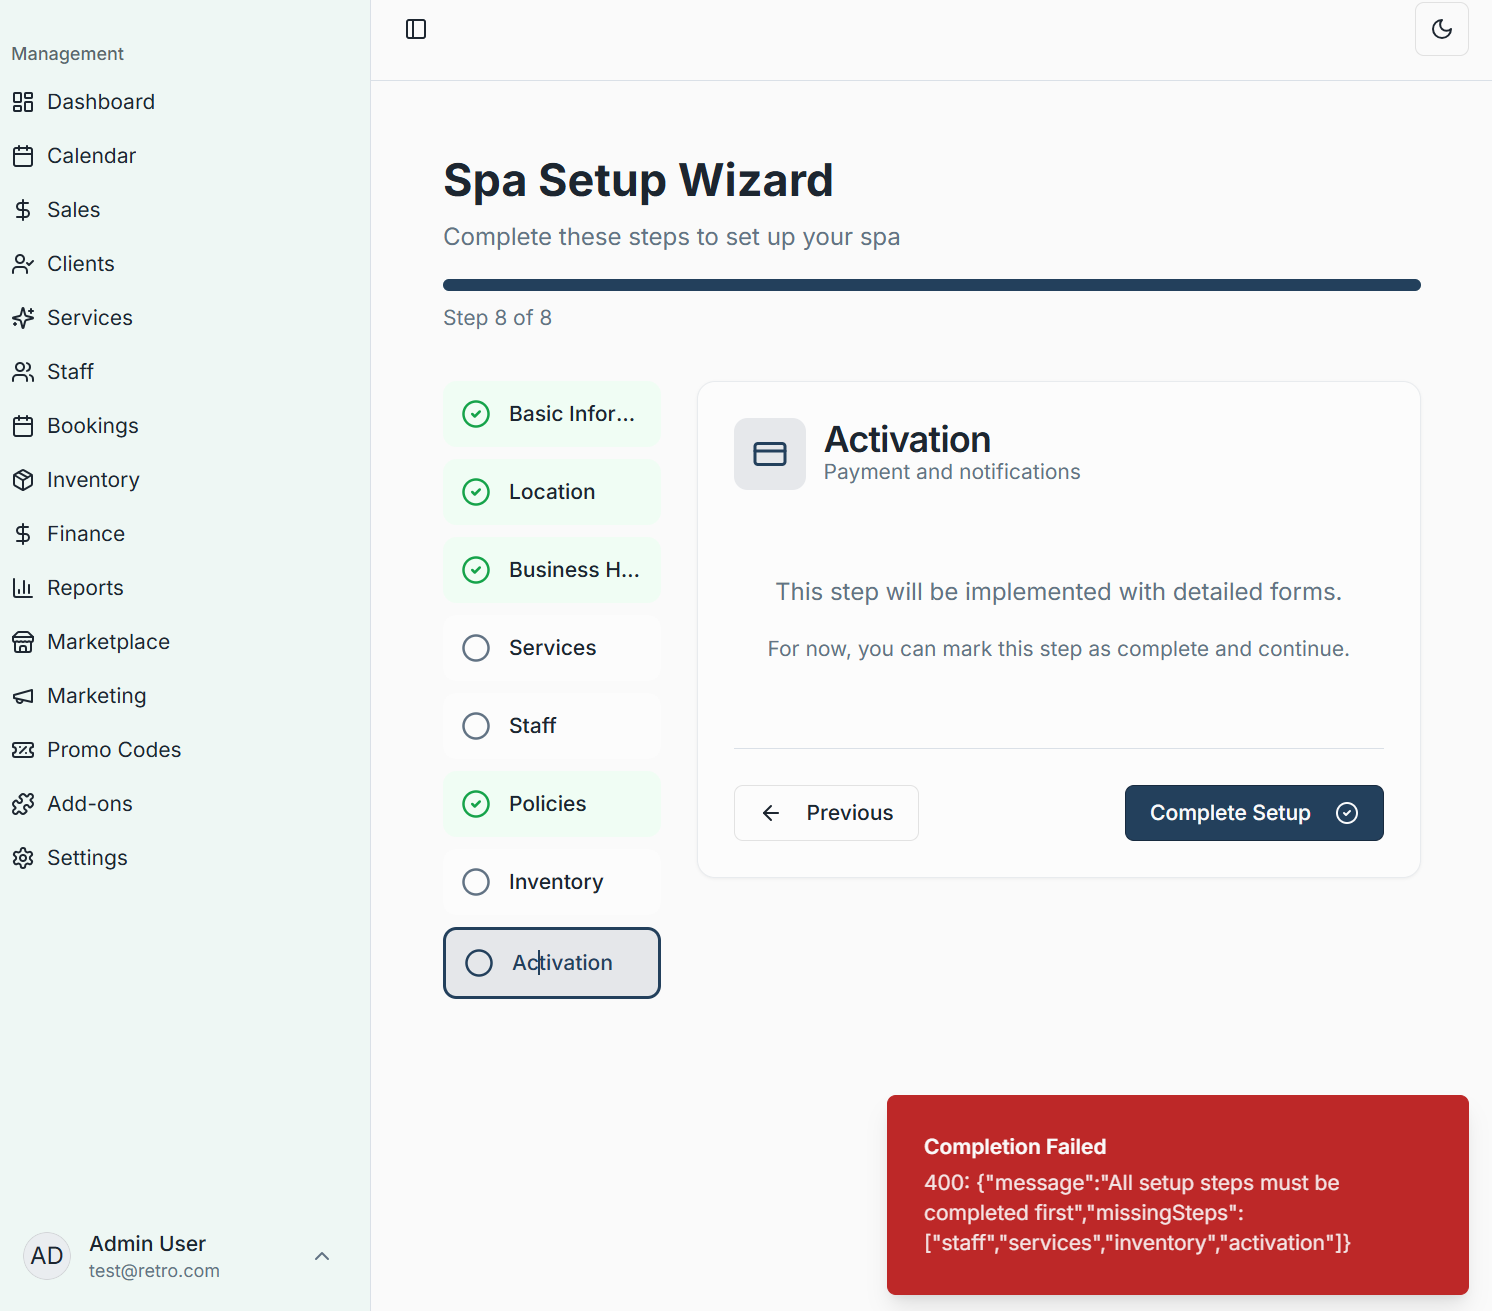 Management
Dashboard
Calendar
Sales
Clients
Services
Staff
Bookings
Inventory
Finance
Reports
Marketplace
Marketing
Promo Codes
Add-ons
Settings
AD
Admin User
test@retro.com
Spa Setup Wizard
Complete these steps to set up your spa
Step 8 of 8
Basic Infor...
Location
Business H...
Services
Staff
Policies
Inventory
Activation
Activation
Payment and notifications
This step will be implemented with detailed forms.
For now, you can mark this step as complete and continue.
Previous
Complete Setup
Completion Failed
400: {"message":"All setup steps must be
completed first","missingSteps":
["staff","services","inventory","activation"]}